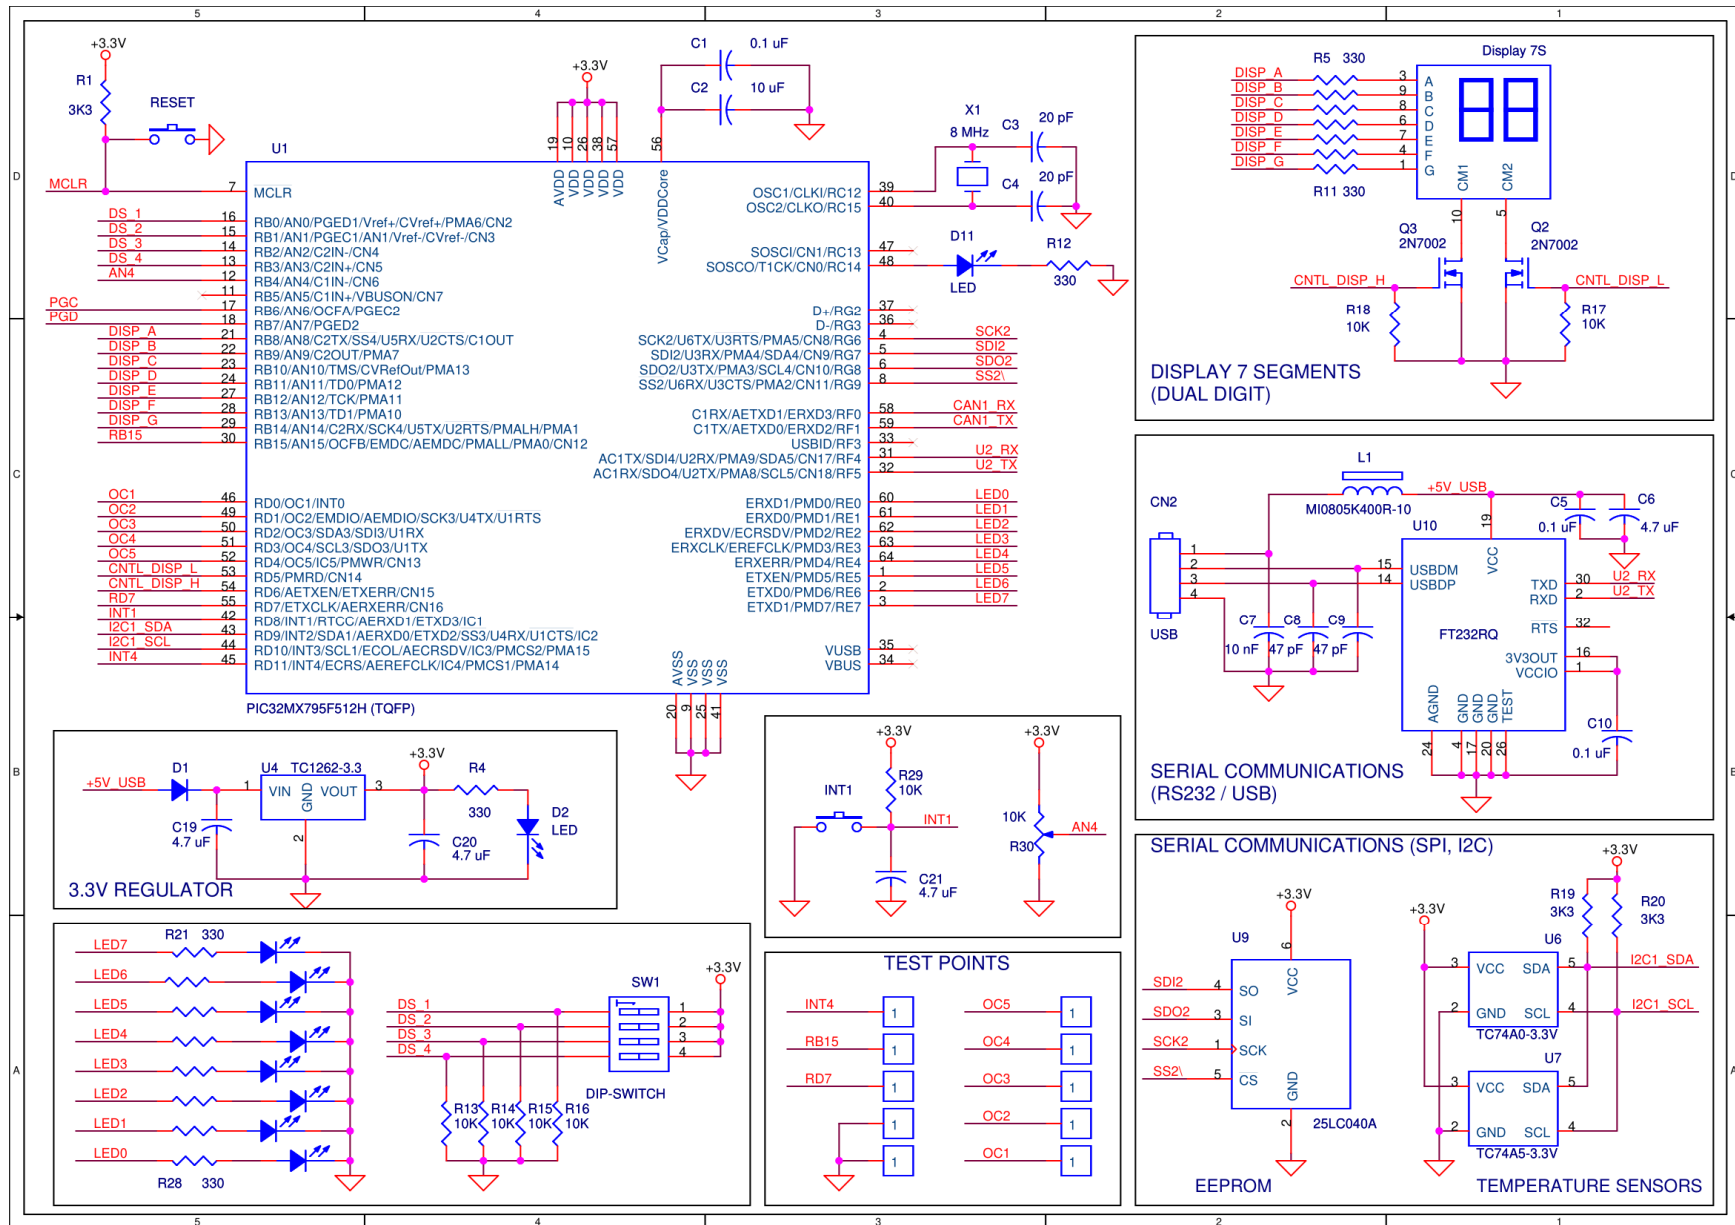 5 4 3 2 1
+3.3V
R1
3K3
RESET
MCLR
U1
+3.3V
C1 0.1 uF
C2 10 uF
19 10 26 38 57 56
AVDD VDD VDD VDD VDD VCap/VDDCore
7 MCLR
DS_1 16 RB0/AN0/PGED1/Vref+/CVref+/PMA6/CN2
DS_2 15 RB1/AN1/PGEC1/AN1/Vref-/CVref-/CN3
DS_3 14 RB2/AN2/C2IN-/CN4
DS_4 13 RB3/AN3/C2IN+/CN5
AN4 12 RB4/AN4/C1IN-/CN6
11 RB5/AN5/C1IN+/VBUSON/CN7
PGC 17 RB6/AN6/OCFA/PGEC2
PGD 18 RB7/AN7/PGED2
DISP_A 21 RB8/AN8/C2TX/SS4/U5RX/U2CTS/C1OUT
DISP_B 22 RB9/AN9/C2OUT/PMA7
DISP_C 23 RB10/AN10/TMS/CVRefOut/PMA13
DISP_D 24 RB11/AN11/TD0/PMA12
DISP_E 27 RB12/AN12/TCK/PMA11
DISP_F 28 RB13/AN13/TD1/PMA10
DISP_G 29 RB14/AN14/C2RX/SCK4/U5TX/U2RTS/PMALH/PMA1
RB15 30 RB15/AN15/OCFB/EMDC/AEMDC/PMALL/PMA0/CN12
OC1 46 RD0/OC1/INT0
OC2 49 RD1/OC2/EMDIO/AEMDIO/SCK3/U4TX/U1RTS
OC3 50 RD2/OC3/SDA3/SDI3/U1RX
OC4 51 RD3/OC4/SCL3/SDO3/U1TX
OC5 52 RD4/OC5/IC5/PMWR/CN13
CNTL_DISP_L 53 RD5/PMRD/CN14
CNTL_DISP_H 54 RD6/AETXEN/ETXERR/CN15
RD7 55 RD7/ETXCLK/AERXERR/CN16
INT1 42 RD8/INT1/RTCC/AERXD1/ETXD3/IC1
I2C1_SDA 43 RD9/INT2/SDA1/AERXD0/ETXD2/SS3/U4RX/U1CTS/IC2
I2C1_SCL 44 RD10/INT3/SCL1/ECOL/AECRSDV/IC3/PMCS2/PMA15
INT4 45 RD11/INT4/ECRS/AEREFCLK/IC4/PMCS1/PMA14
OSC1/CLKI/RC12 39
OSC2/CLKO/RC15 40
SOSCI/CN1/RC13 47
SOSCO/T1CK/CN0/RC14 48
D+/RG2 37
D-/RG3 36
SCK2/U6TX/U3RTS/PMA5/CN8/RG6 4 SCK2
SDI2/U3RX/PMA4/SDA4/CN9/RG7 5 SDI2
SDO2/U3TX/PMA3/SCL4/CN10/RG8 6 SDO2
SS2/U6RX/U3CTS/PMA2/CN11/RG9 8 SS2\
C1RX/AETXD1/ERXD3/RF0 58 CAN1_RX
C1TX/AETXD0/ERXD2/RF1 59 CAN1_TX
USBID/RF3 33
AC1TX/SDI4/U2RX/PMA9/SDA5/CN17/RF4 31 U2_RX
AC1RX/SDO4/U2TX/PMA8/SCL5/CN18/RF5 32 U2_TX
ERXD1/PMD0/RE0 60 LED0
ERXD0/PMD1/RE1 61 LED1
ERXDV/ECRSDV/PMD2/RE2 62 LED2
ERXCLK/EREFCLK/PMD3/RE3 63 LED3
ERXERR/PMD4/RE4 64 LED4
ETXEN/PMD5/RE5 1 LED5
ETXD0/PMD6/RE6 2 LED6
ETXD1/PMD7/RE7 3 LED7
VUSB 35
VBUS 34
AVSS VSS VSS VSS
20 9 25 41
PIC32MX795F512H (TQFP)
X1
8 MHz
C3 20 pF
C4 20 pF
D11
LED
R12
330
Display 7S
R5 330
DISP_A 3 A
DISP_B 9 B
DISP_C 8 C
DISP_D 6 D
DISP_E 7 E
DISP_F 4 F
DISP_G 1 G
R11 330
CM1 CM2
10 5
Q3
2N7002
Q2
2N7002
CNTL_DISP_H
CNTL_DISP_L
R18
10K
R17
10K
DISPLAY 7 SEGMENTS
(DUAL DIGIT)
L1
MI0805K400R-10
+5V_USB
C5
0.1 uF
C6
4.7 uF
CN2
1
2
3
4
USB
C7
10 nF
C8
47 pF
C9
47 pF
U10
19
VCC
15 USBDM
14 USBDP
TXD 30 U2_RX
RXD 2 U2_TX
RTS 32
FT232RQ
3V3OUT 16
VCCIO 1
AGND GND GND GND TEST
24 4 17 20 26
C10
0.1 uF
SERIAL COMMUNICATIONS
(RS232 / USB)
+5V_USB
D1
U4 TC1262-3.3
1 VIN GND VOUT 3
2
C19
4.7 uF
+3.3V
C20
4.7 uF
R4
330
D2
LED
3.3V REGULATOR
+3.3V
R29
10K
INT1
INT1
C21
4.7 uF
+3.3V
10K
R30
AN4
LED7 R21 330
LED6
LED5
LED4
LED3
LED2
LED1
LED0
R28 330
+3.3V
SW1
DS_1 1
DS_2 2
DS_3 3
DS_4 4
DIP-SWITCH
R13
10K
R14
10K
R15
10K
R16
10K
TEST POINTS
INT4 1 OC5 1
RB15 1 OC4 1
RD7 1 OC3 1
1 OC2 1
1 OC1 1
SERIAL COMMUNICATIONS (SPI, I2C)
+3.3V
U9
6
VCC
SDI2 4 SO
SDO2 3 SI
SCK2 1 SCK
SS2\ 5 CS
GND
2
25LC040A
EEPROM
+3.3V
+3.3V
R19
3K3
R20
3K3
U6
3 VCC SDA 5 I2C1_SDA
2 GND SCL 4 I2C1_SCL
TC74A0-3.3V
U7
3 VCC SDA 5
2 GND SCL 4
TC74A5-3.3V
TEMPERATURE SENSORS
D
C
B
A
5 4 3 2 1